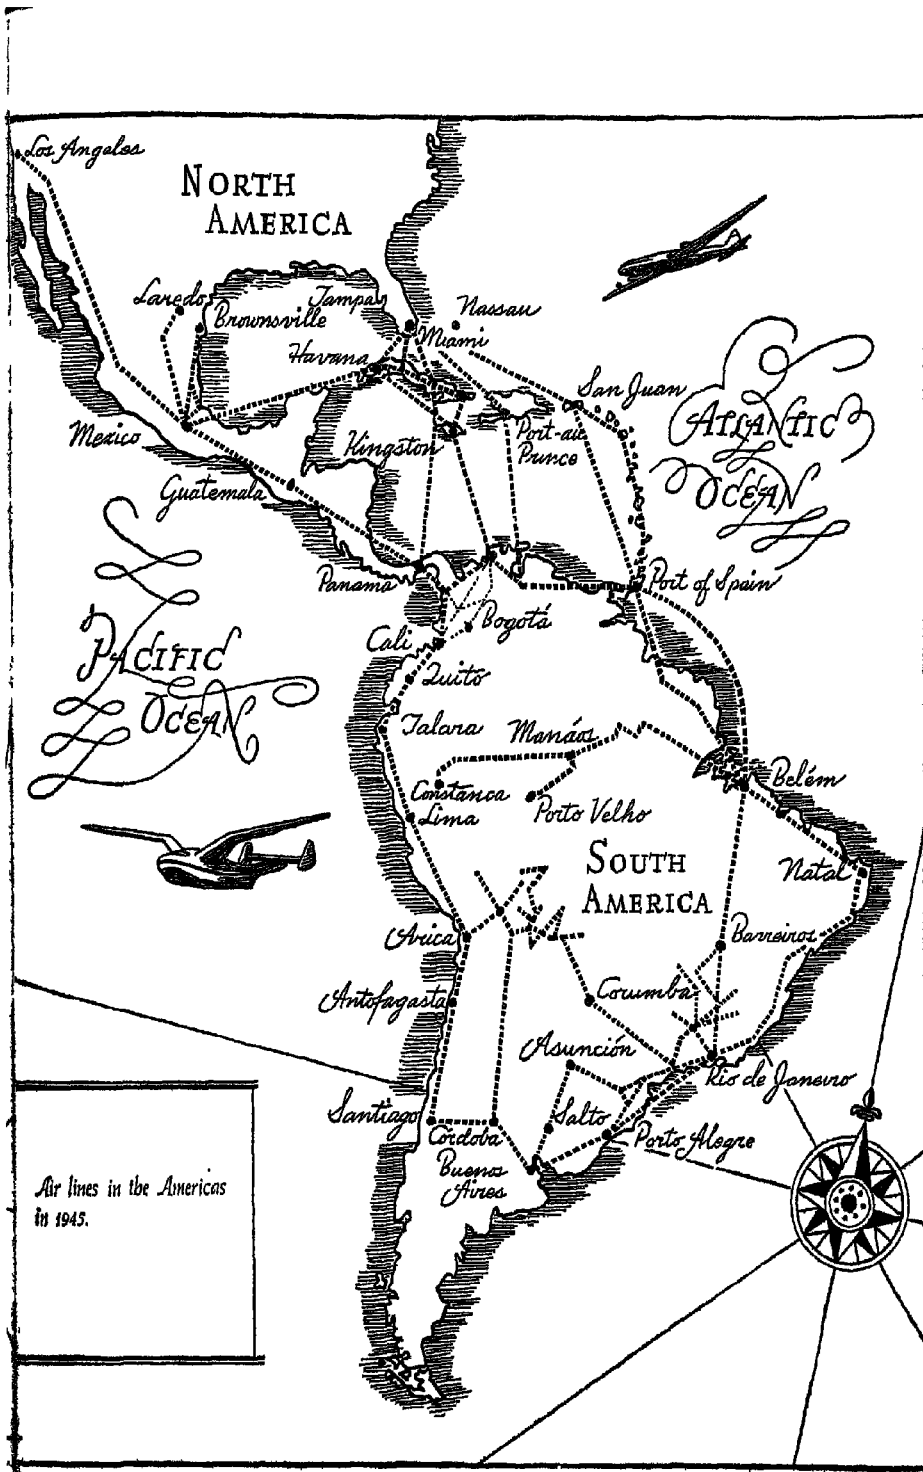 Los Angeles
NORTH
AMERICA
Laredo
Brownsville
Tampa
Nassau
Miami
Havana
San Juan
ATLANTIC
OCEAN
Mexico
Kingston
Port-au
Prince
Guatemala
Panama
Port of Spain
Bogotá
Cali
PACIFIC
OCEAN
Quito
Talara
Manáos
Belém
Constanca
Lima
Porto Velho
SOUTH
AMERICA
Natal
Arica
Barreiros
Antofagasta
Corumba
Asunción
Rio de Janeiro
Santiago
Córdoba
Salto
Porto Alegre
Buenos
Aires
Air lines in the Americas
in 1945.